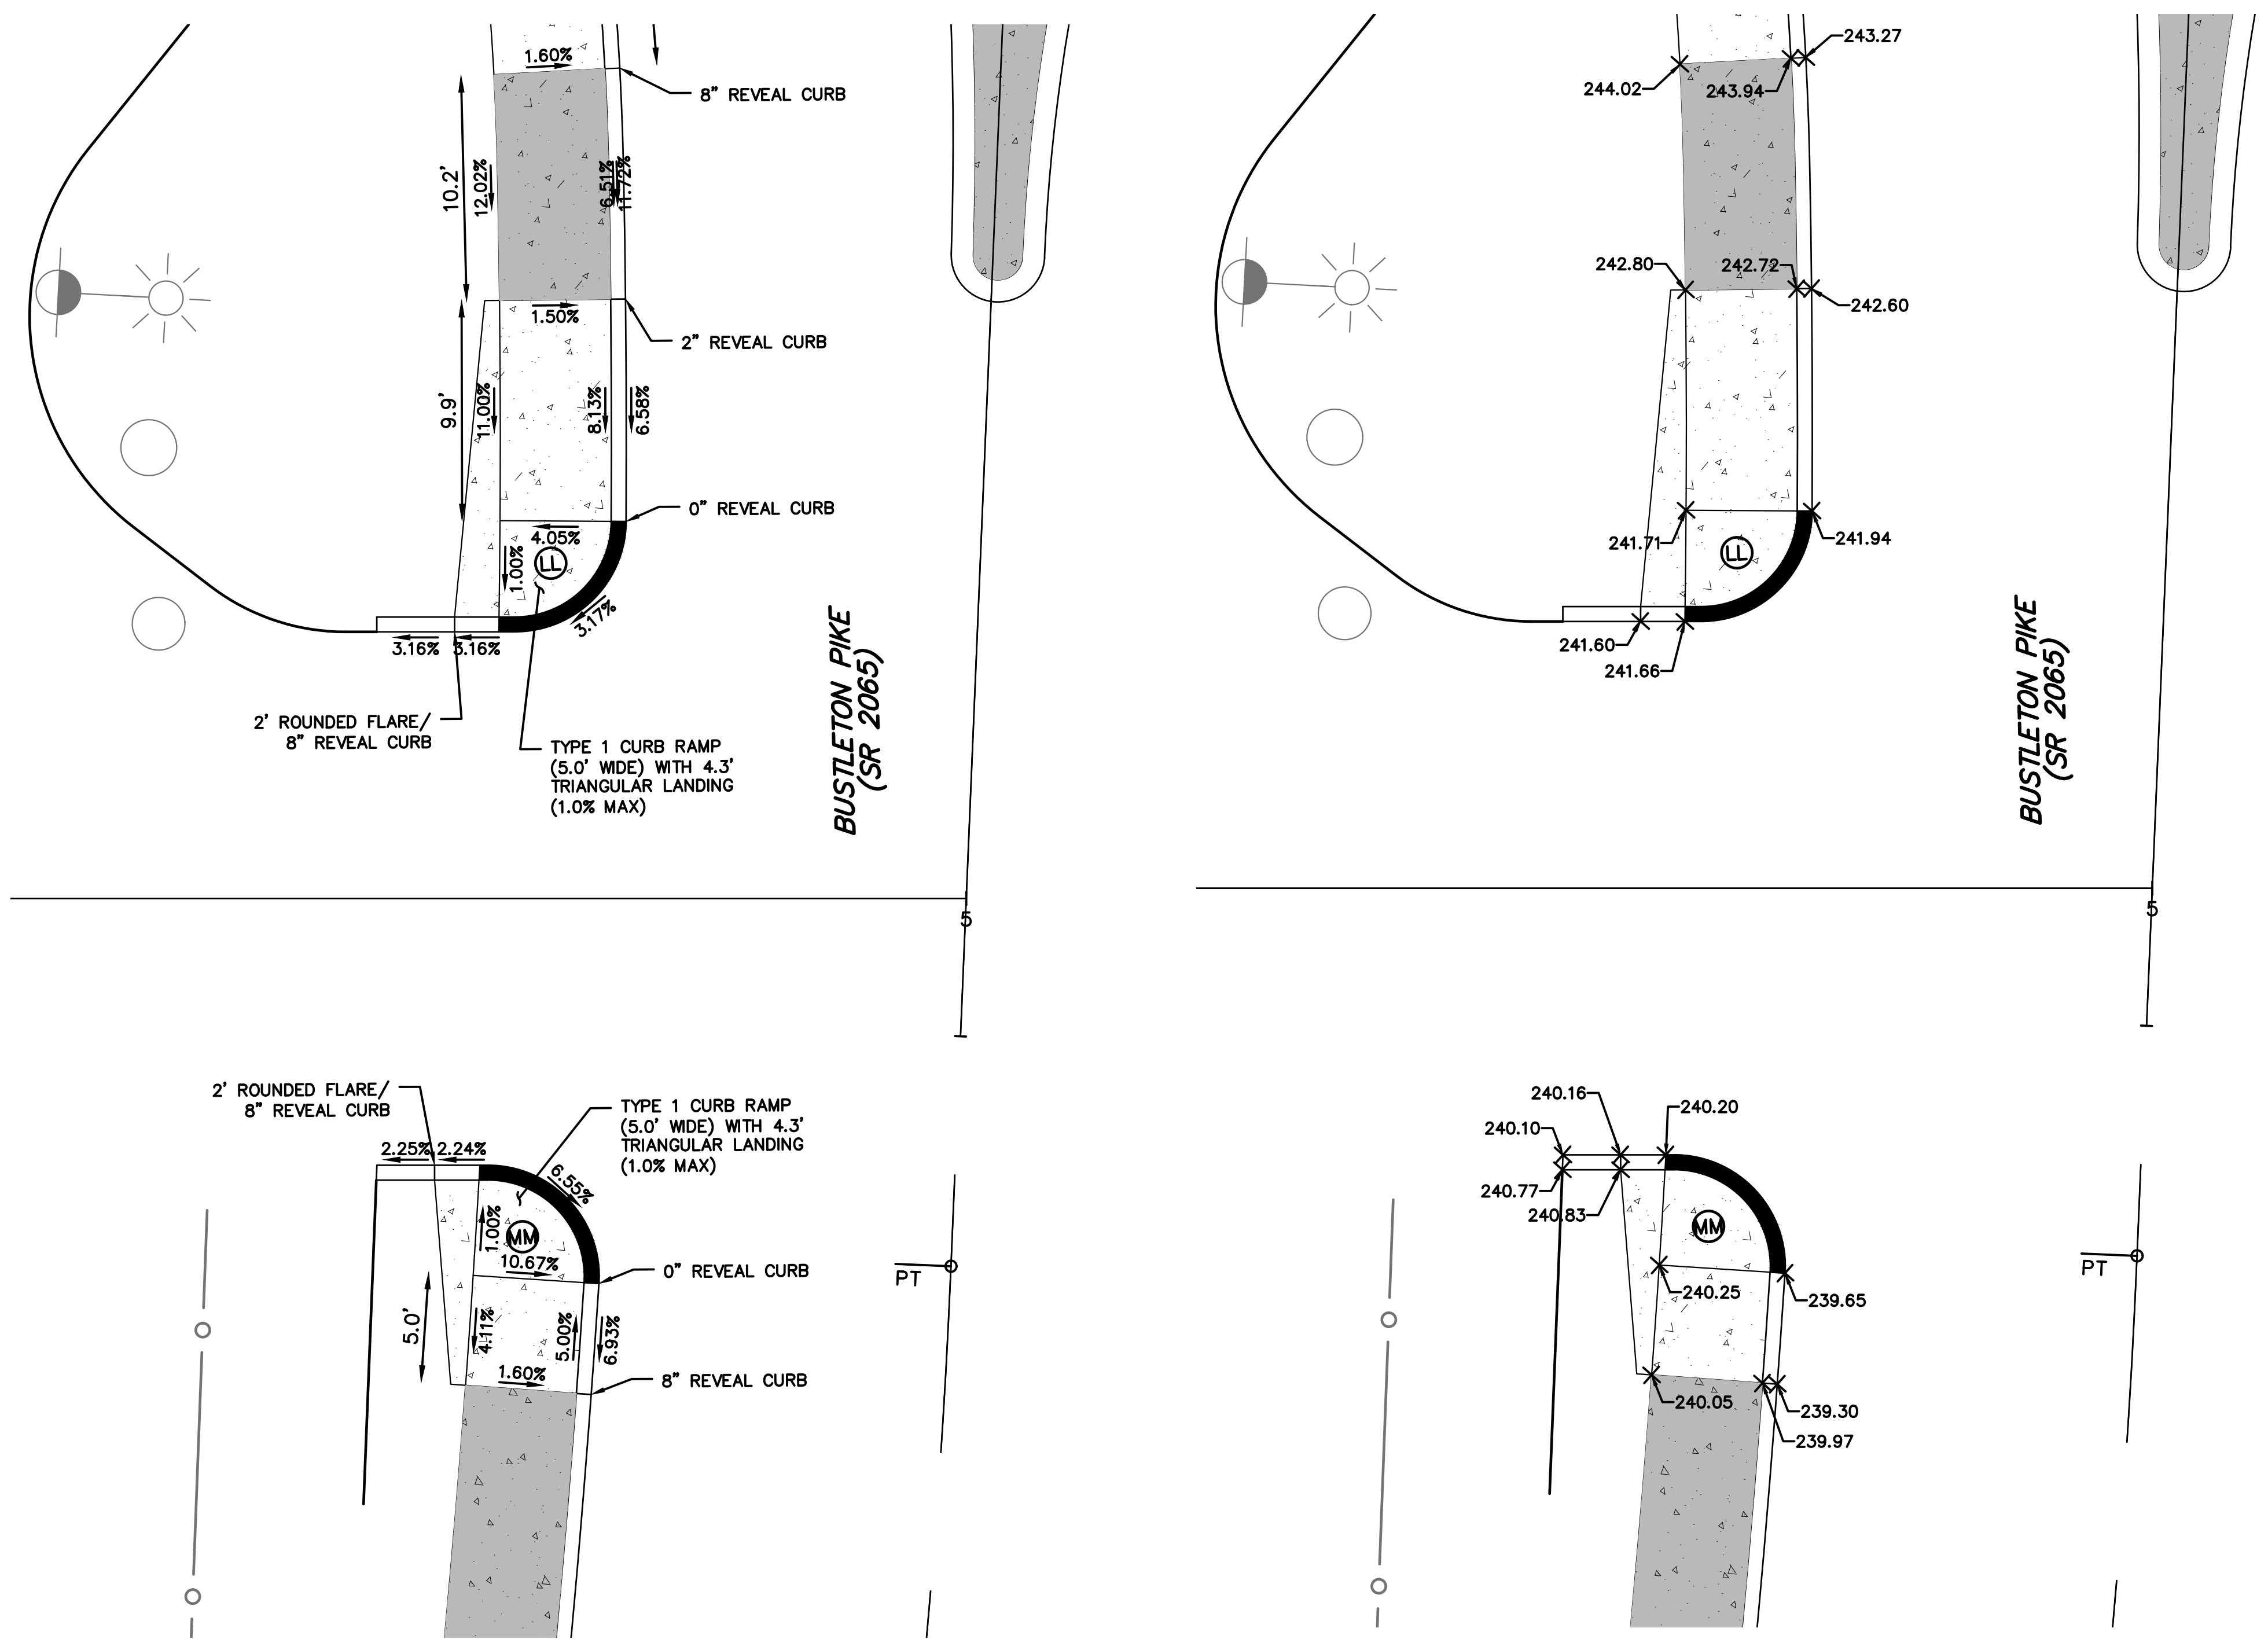 1.60%
8" REVEAL CURB
10.2'
12.02%
6.51%
11.72%
1.50%
2" REVEAL CURB
9.9'
11.00%
8.13%
6.58%
0" REVEAL CURB
4.05%
1.00%
LL
3.17%
3.16%
3.16%
2' ROUNDED FLARE/
8" REVEAL CURB
TYPE 1 CURB RAMP
(5.0' WIDE) WITH 4.3'
TRIANGULAR LANDING
(1.0% MAX)
BUSTLETON PIKE
(SR 2065)
5
2' ROUNDED FLARE/
8" REVEAL CURB
TYPE 1 CURB RAMP
(5.0' WIDE) WITH 4.3'
TRIANGULAR LANDING
(1.0% MAX)
2.25%
2.24%
6.55%
1.00%
MM
10.67%
0" REVEAL CURB
PT
5.0'
4.11%
5.00%
6.93%
1.60%
8" REVEAL CURB
243.27
244.02
243.94
242.80
242.72
242.60
241.71
LL
241.94
241.60
241.66
BUSTLETON PIKE
(SR 2065)
5
240.16
240.20
240.10
240.77
240.83
MM
PT
240.25
239.65
240.05
239.30
239.97